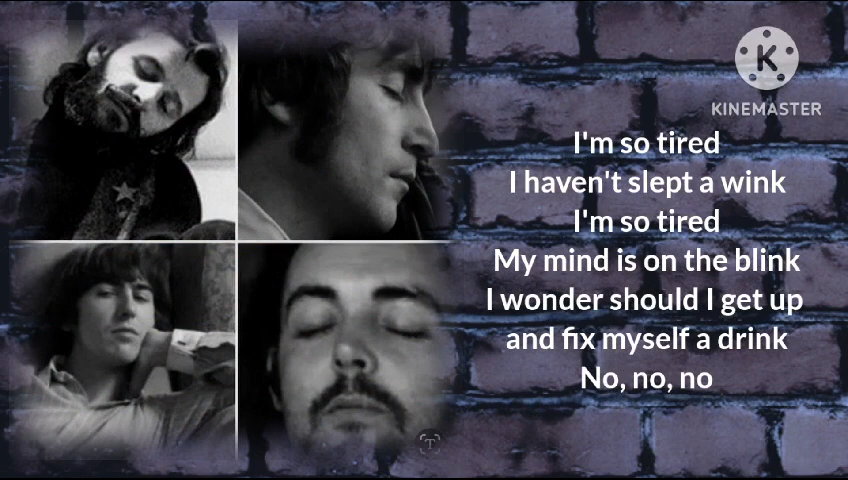 K
KINEMASTER
I'm so tired
I haven't slept a wink
I'm so tired
My mind is on the blink
I wonder should I get up
and fix myself a drink
No, no, no
T